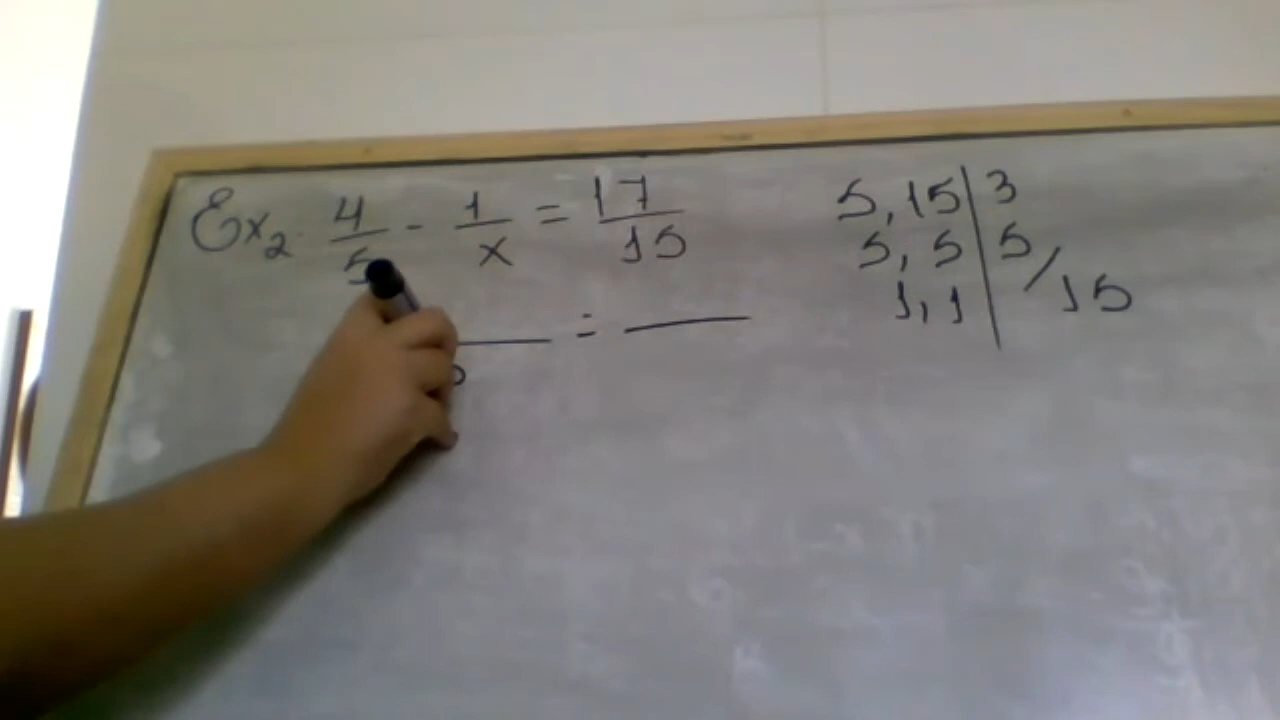 Ex2. 4/5 - 1/x = 17/15
=
5, 15 | 3
5, 5 | 5
1, 1 | /15